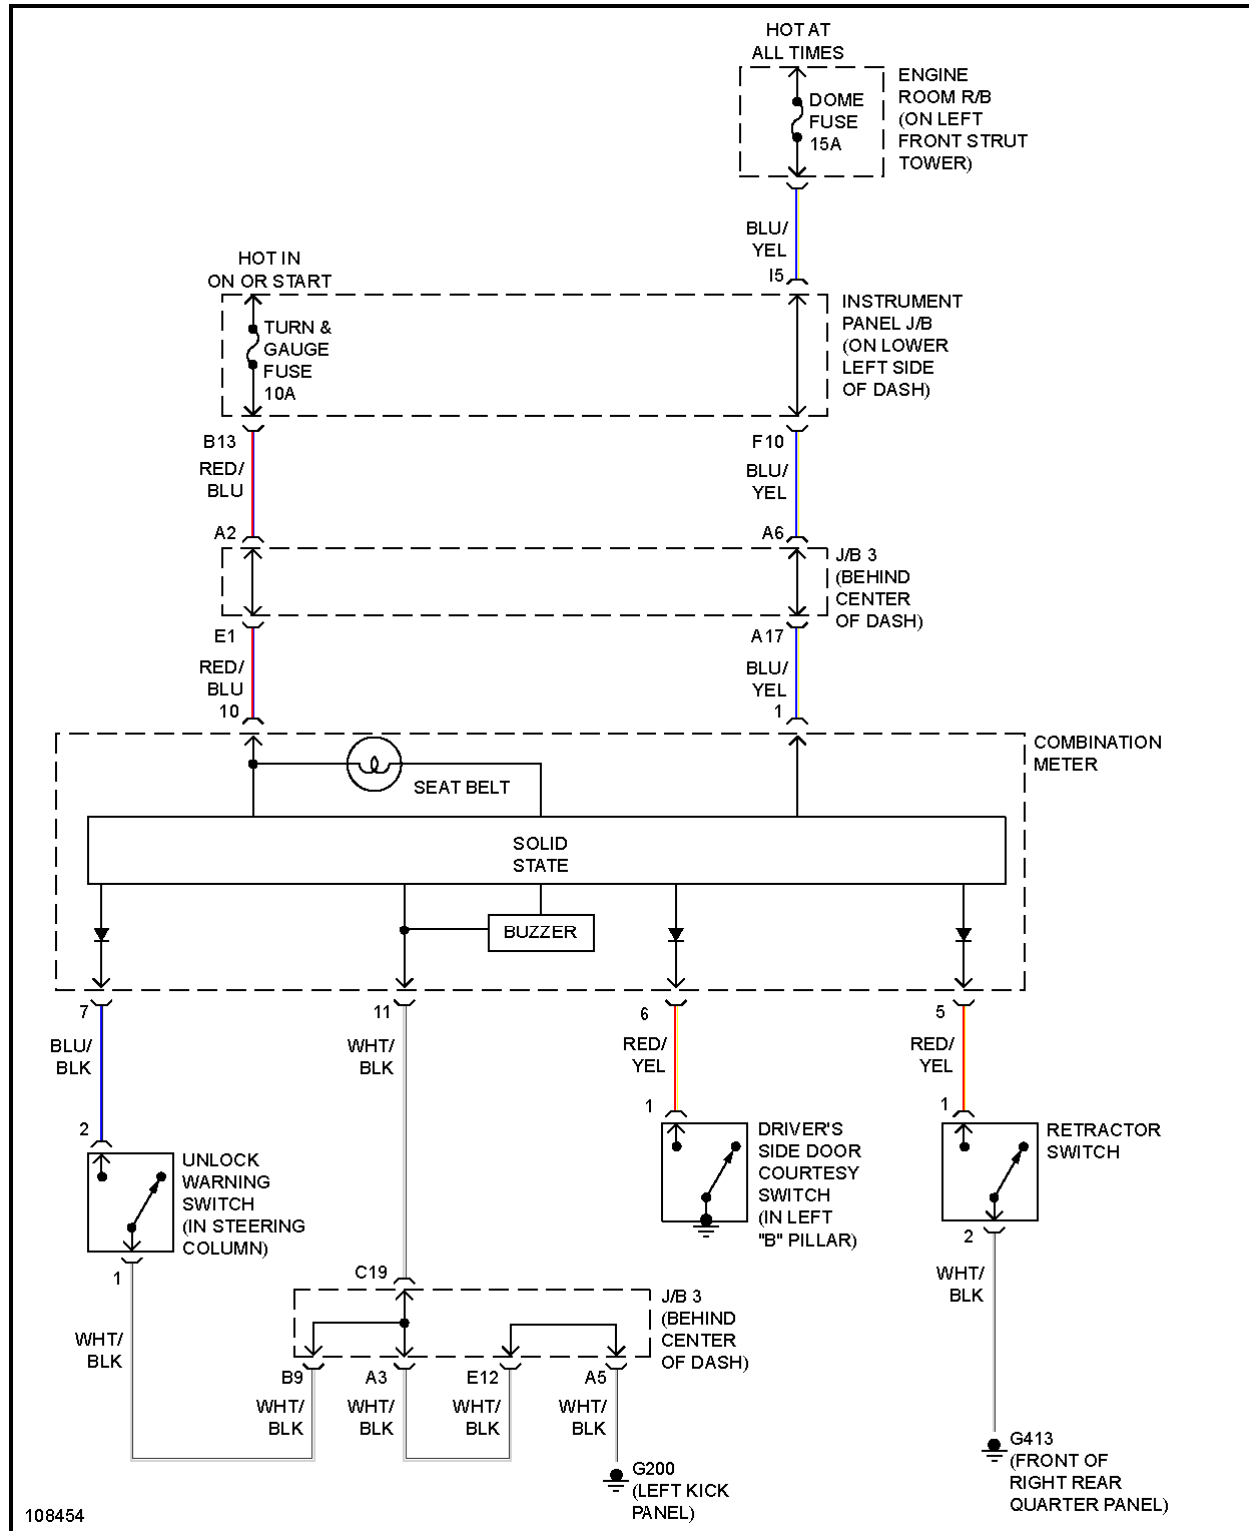 HOT AT
ALL TIMES
DOME
FUSE
15A
ENGINE
ROOM R/B
(ON LEFT
FRONT STRUT
TOWER)
BLU/
YEL
I5
HOT IN
ON OR START
TURN &
GAUGE
FUSE
10A
INSTRUMENT
PANEL J/B
(ON LOWER
LEFT SIDE
OF DASH)
B13
RED/
BLU
A2
F10
BLU/
YEL
A6
J/B 3
(BEHIND
CENTER
OF DASH)
E1
RED/
BLU
10
A17
BLU/
YEL
1
COMBINATION
METER
SEAT BELT
SOLID
STATE
BUZZER
7
BLU/
BLK
2
11
WHT/
BLK
6
RED/
YEL
1
5
RED/
YEL
1
UNLOCK
WARNING
SWITCH
(IN STEERING
COLUMN)
1
DRIVER'S
SIDE DOOR
COURTESY
SWITCH
(IN LEFT
"B" PILLAR)
RETRACTOR
SWITCH
2
WHT/
BLK
C19
J/B 3
(BEHIND
CENTER
OF DASH)
WHT/
BLK
B9
A3
E12
A5
WHT/
BLK
WHT/
BLK
WHT/
BLK
WHT/
BLK
G200
(LEFT KICK
PANEL)
G413
(FRONT OF
RIGHT REAR
QUARTER PANEL)
108454